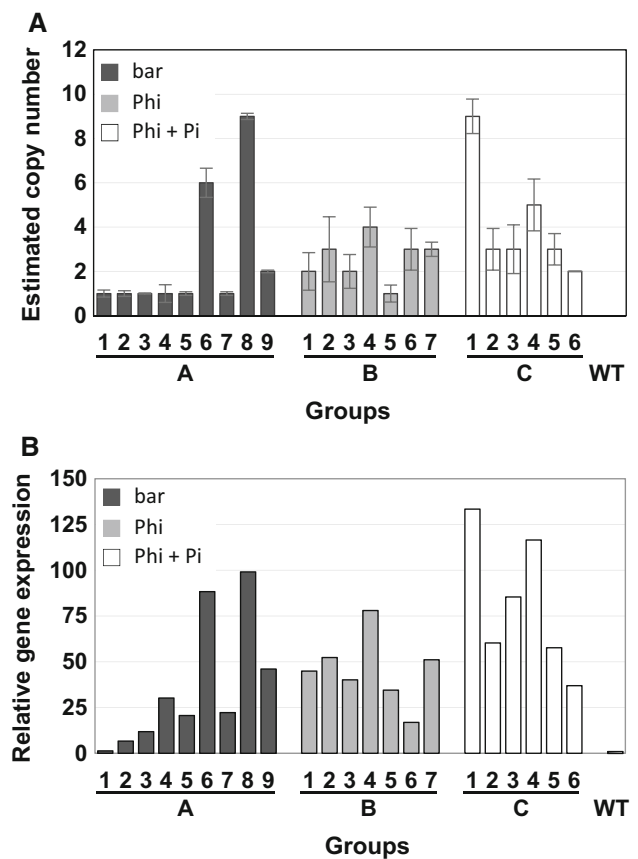 A
Estimated copy number
12
10
8
6
4
2
0
bar
Phi
Phi + Pi
1 2 3 4 5 6 7 8 9 1 2 3 4 5 6 7 1 2 3 4 5 6
A B C WT
Groups
B
Relative gene expression
150
125
100
75
50
25
0
bar
Phi
Phi + Pi
1 2 3 4 5 6 7 8 9 1 2 3 4 5 6 7 1 2 3 4 5 6
A B C WT
Groups